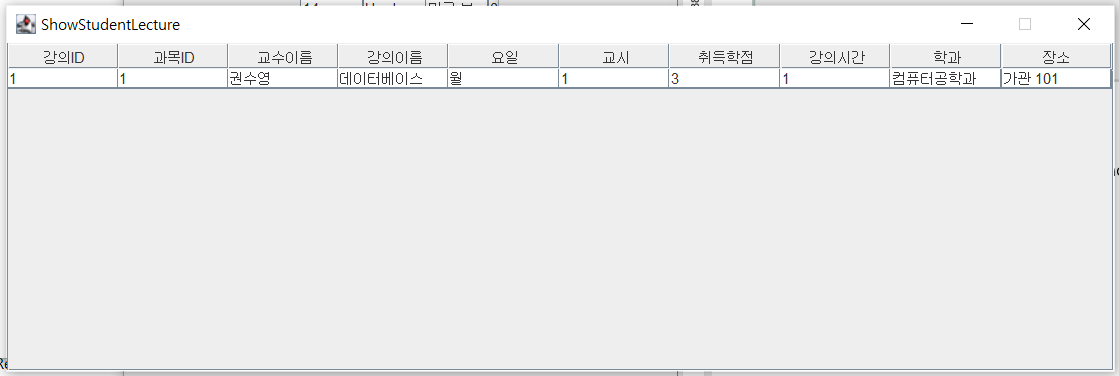 ShowStudentLecture
강의ID 과목ID 교수이름 강의이름 요일 교시 취득학점 강의시간 학과 장소
1 1 권수영 데이터베이스 월 1 3 1 컴퓨터공학과 가관 101